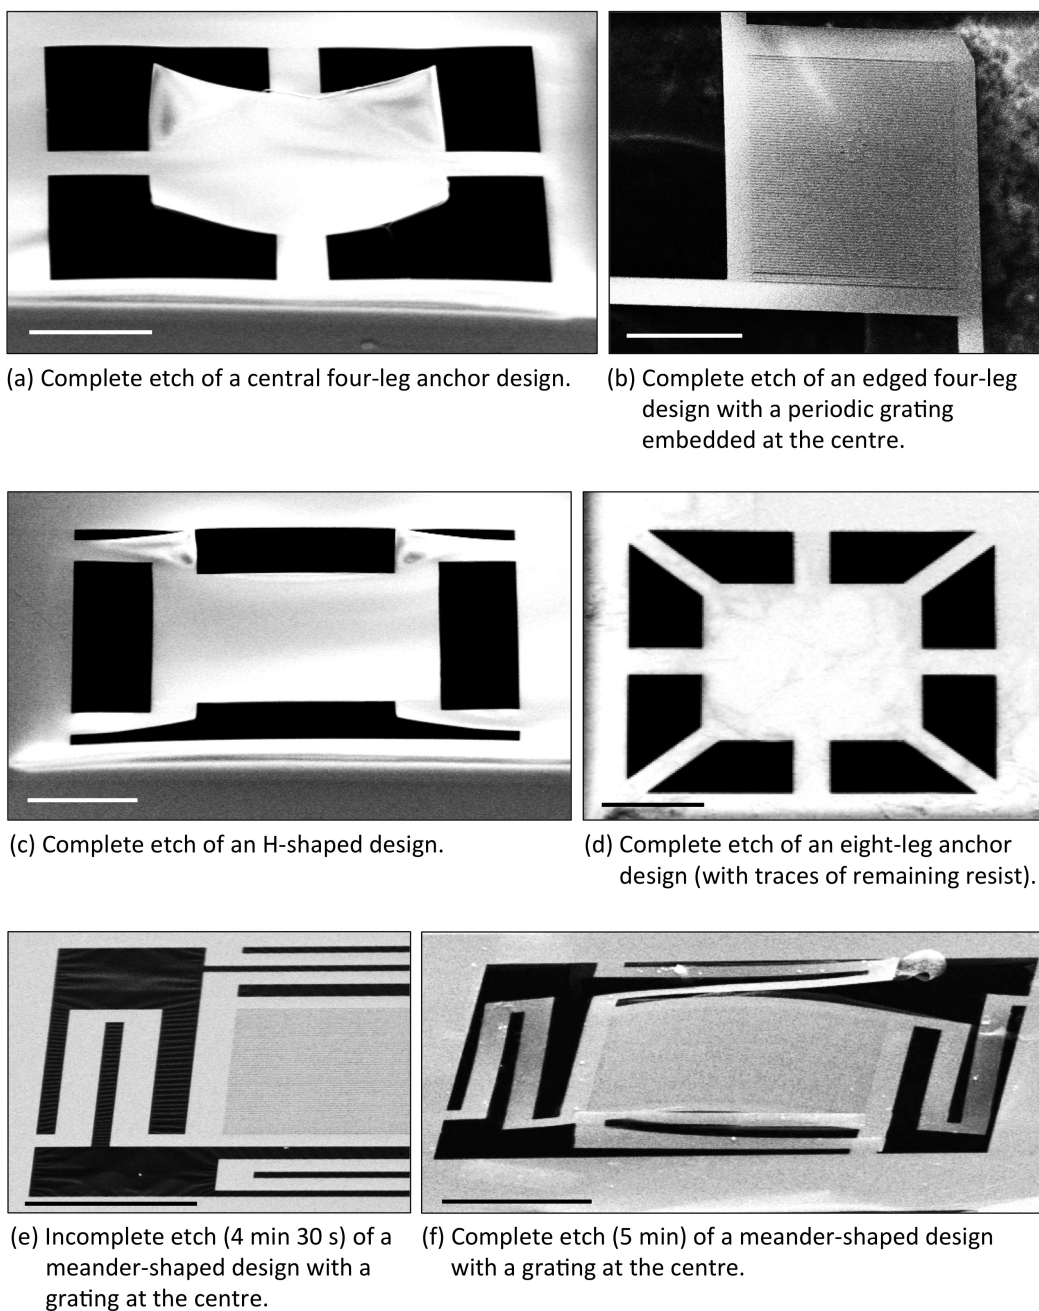 (a) Complete etch of a central four-leg anchor design.
(b) Complete etch of an edged four-leg
design with a periodic grating
embedded at the centre.
(c) Complete etch of an H-shaped design.
(d) Complete etch of an eight-leg anchor
design (with traces of remaining resist).
(e) Incomplete etch (4 min 30 s) of a
meander-shaped design with a
grating at the centre.
(f) Complete etch (5 min) of a meander-shaped design
with a grating at the centre.